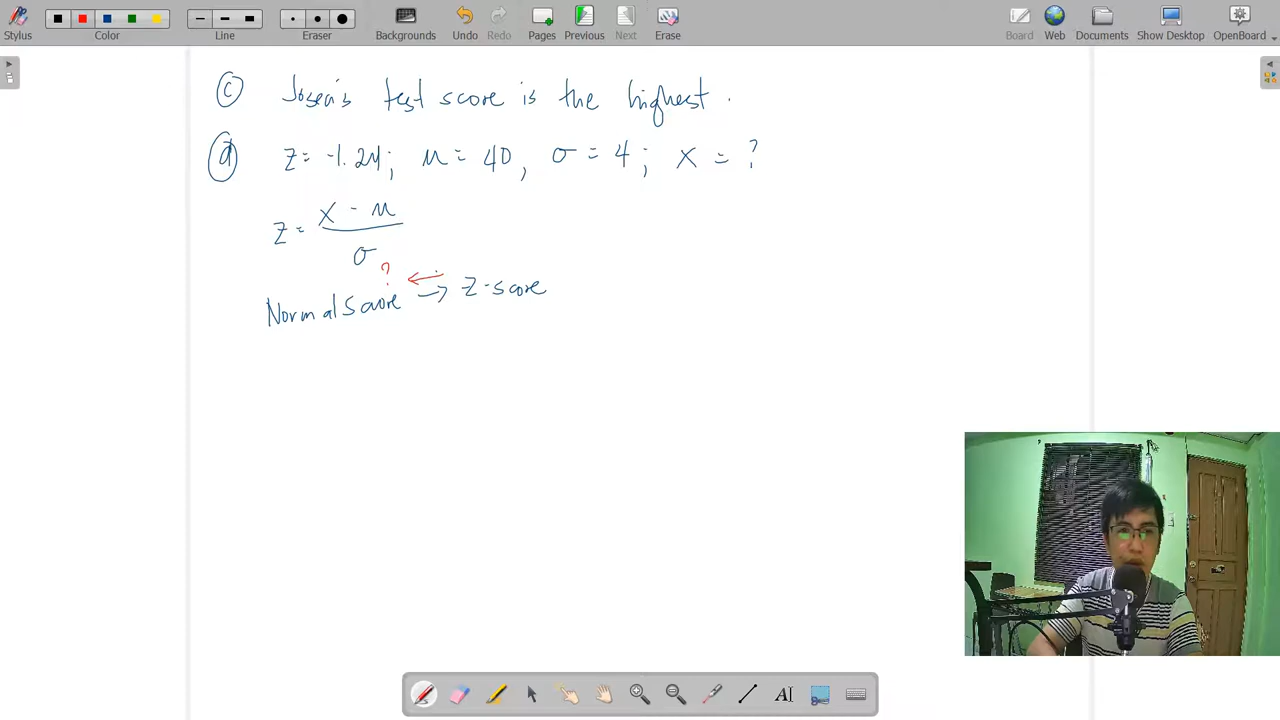 Stylus Color Line Eraser Backgrounds Undo Redo Pages Previous Next Erase Board Web Documents Show Desktop OpenBoard
c test score is the highest.
d z = -1.24; μ = 40, σ = 4; x = ?
z = x - μ
σ
?
Normal Score → z-score
AI